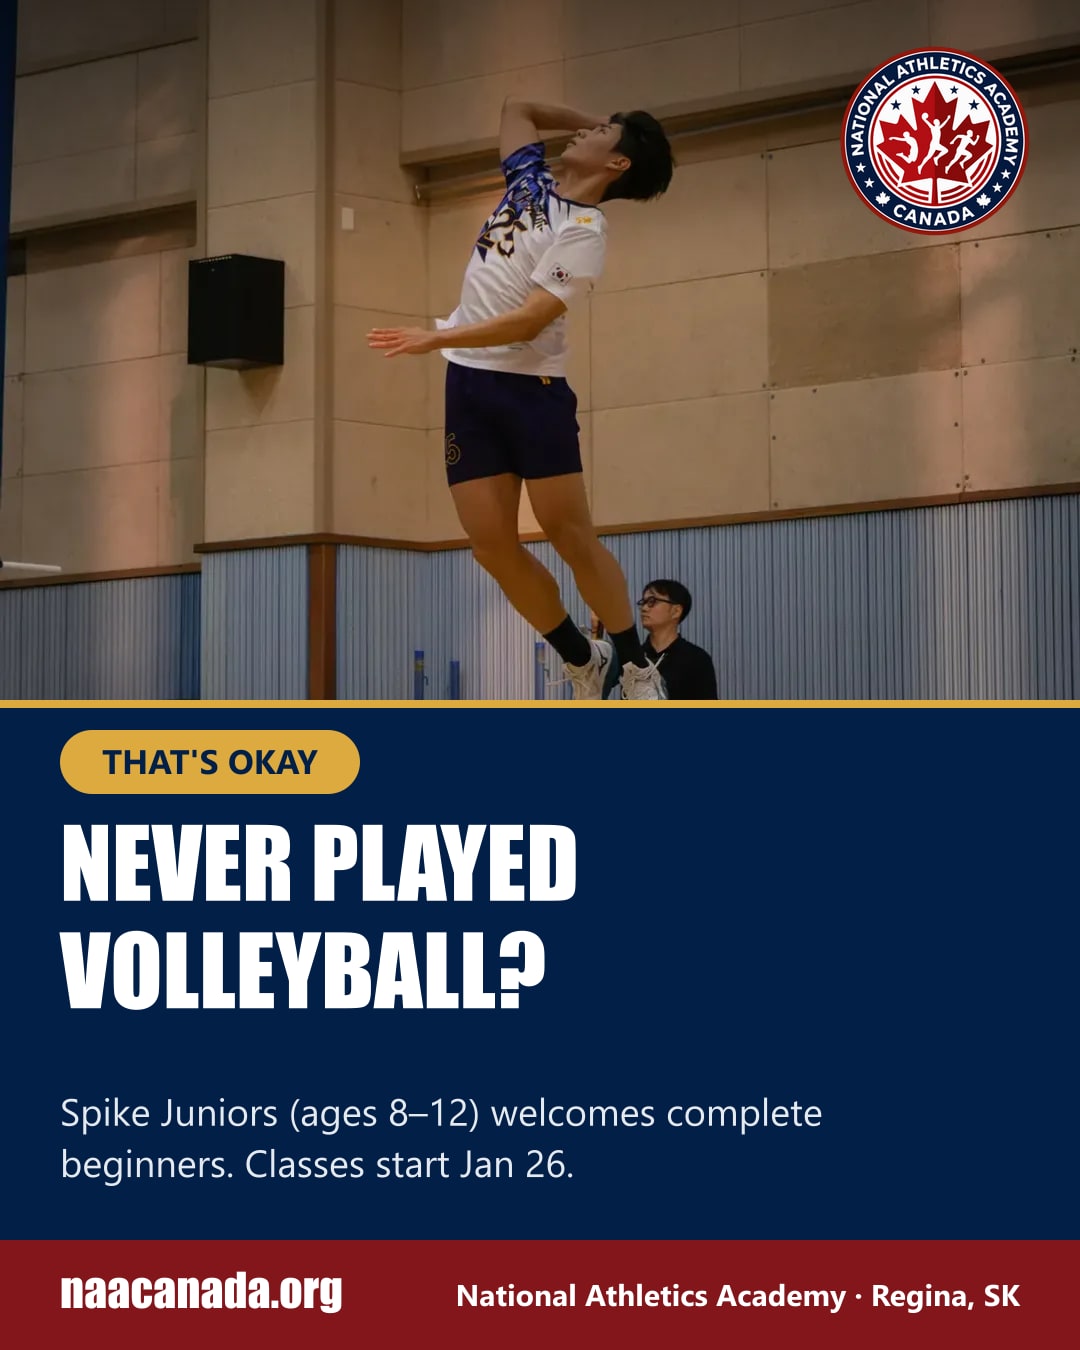 NATIONAL ATHLETICS ACADEMY
CANADA
THAT'S OKAY
NEVER PLAYED
VOLLEYBALL?
Spike Juniors (ages 8–12) welcomes complete
beginners. Classes start Jan 26.
naacanada.org
National Athletics Academy · Regina, SK